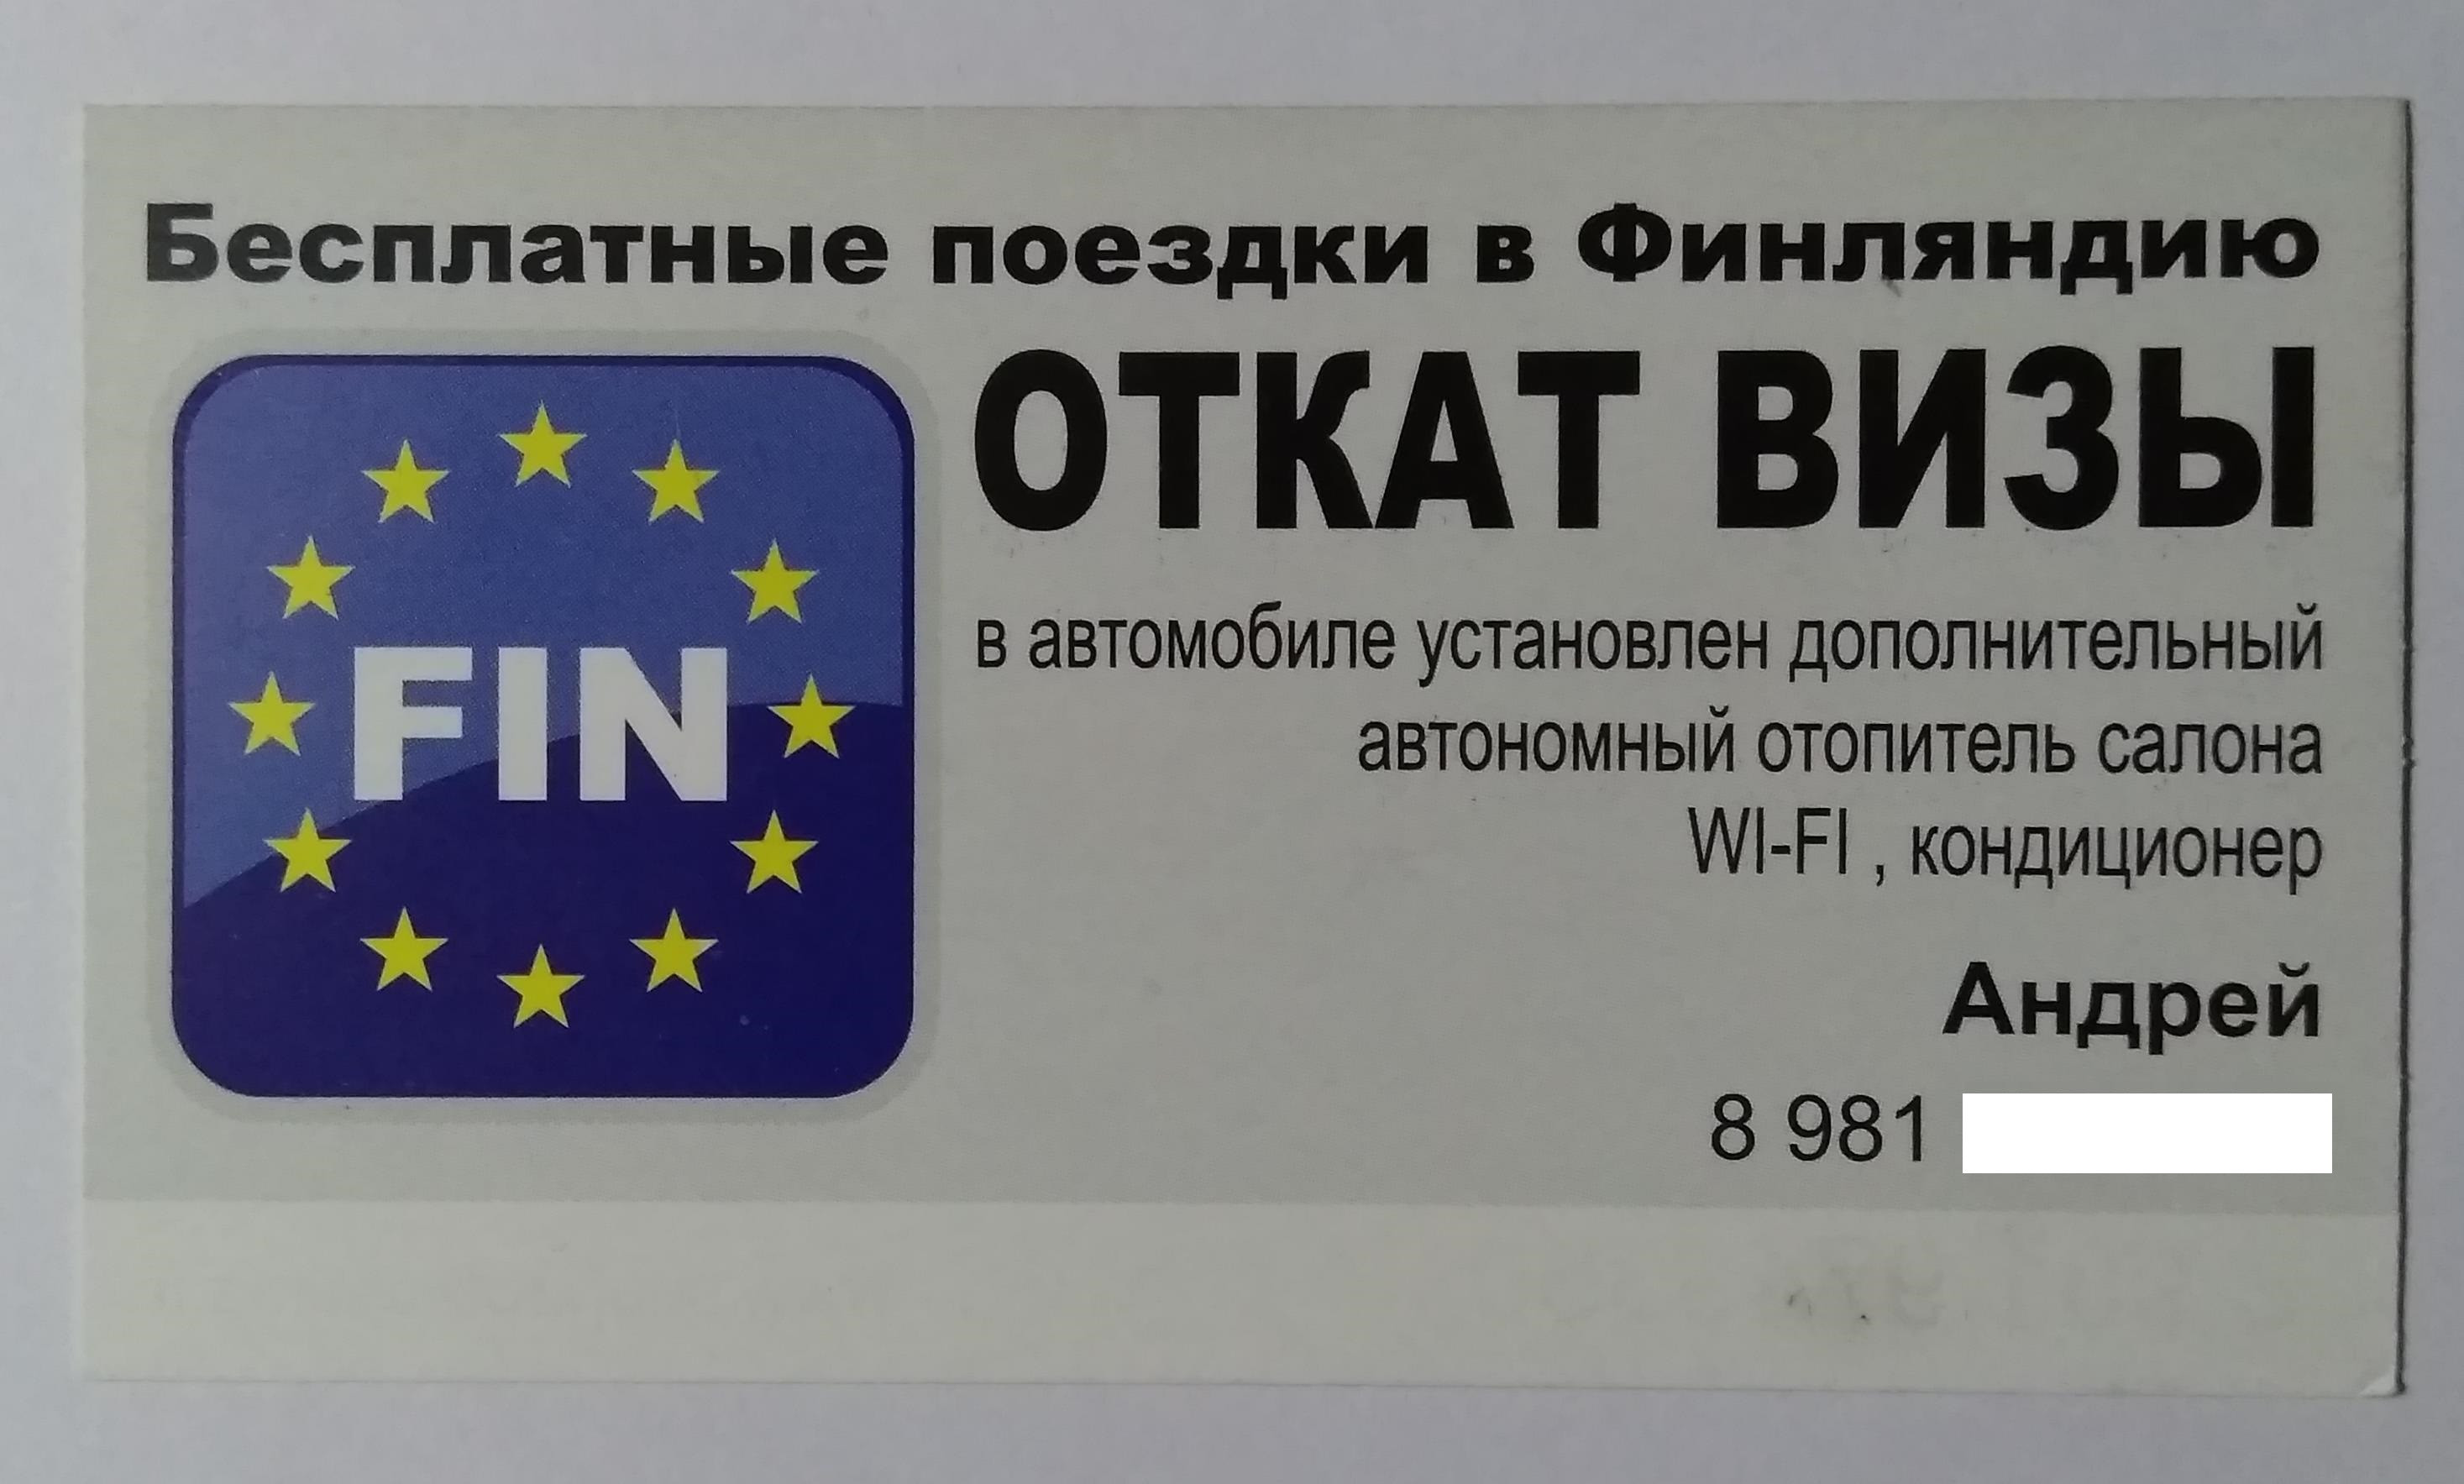 Бесплатные поездки в Финляндию
ОТКАТ ВИЗЫ
FIN
в автомобиле установлен дополнительный
автономный отопитель салона
WI-FI , кондиционер
Андрей
8 981